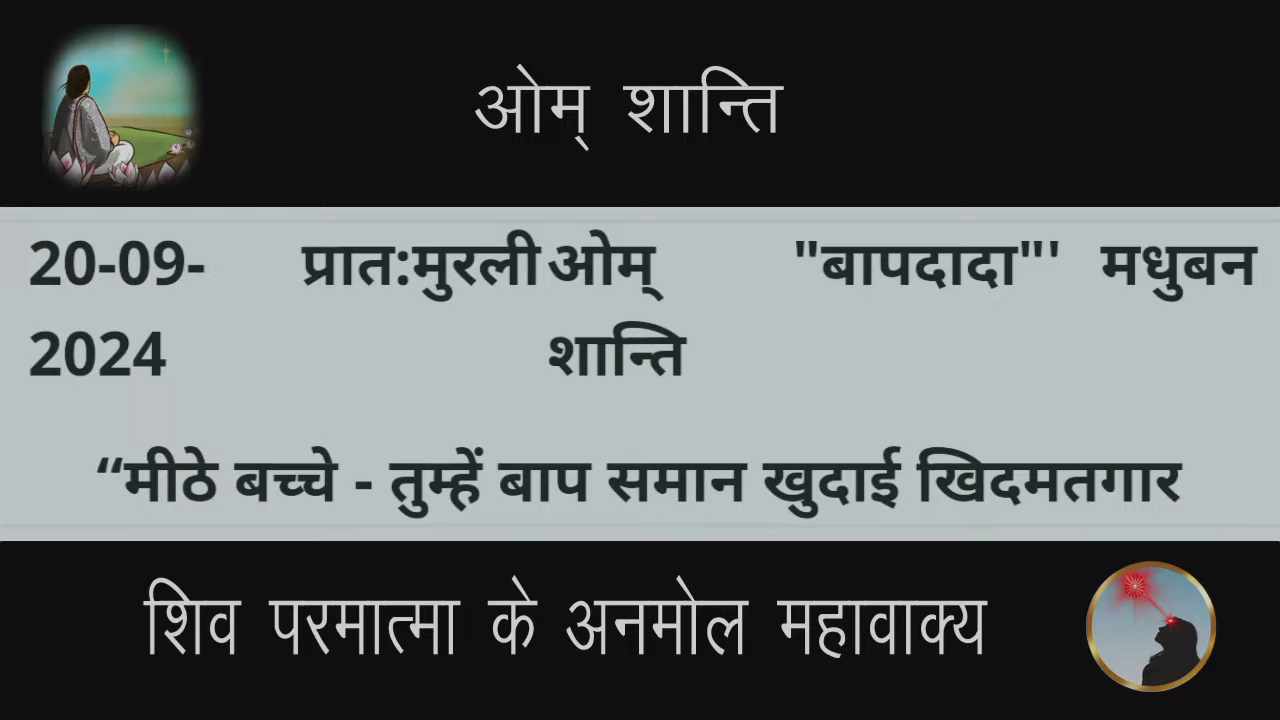 ओम् शान्ति
20-09- प्रात:मुरली ओम् "बापदादा"' मधुबन
2024 शान्ति
“मीठे बच्चे - तुम्हें बाप समान खुदाई खिदमतगार
शिव परमात्मा के अनमोल महावाक्य